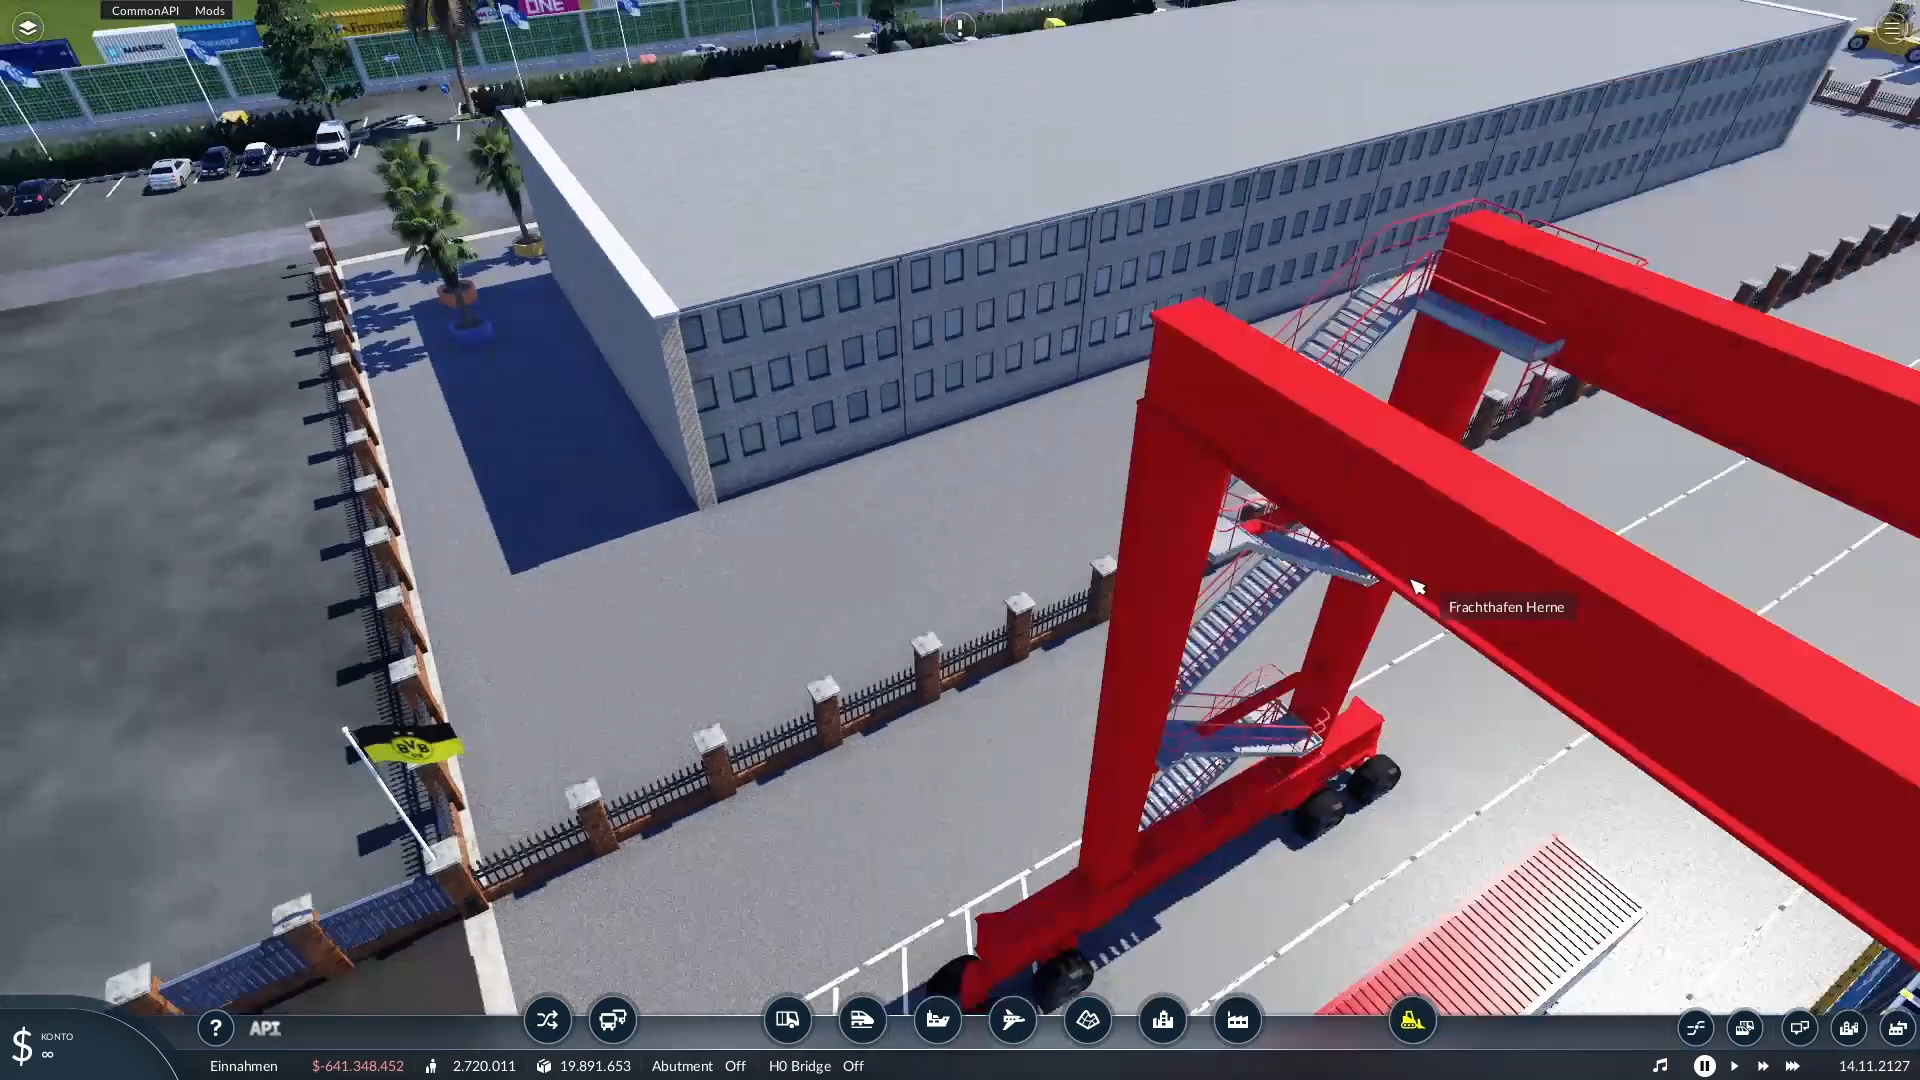 CommonAPI Mods
MAERSK
ONE
Frachthafen Herne
BVB
09
KONTO
∞
? API
Einnahmen $-641.348.452 2.720.011 19.891.653 Abutment Off H0 Bridge Off
14.11.2127